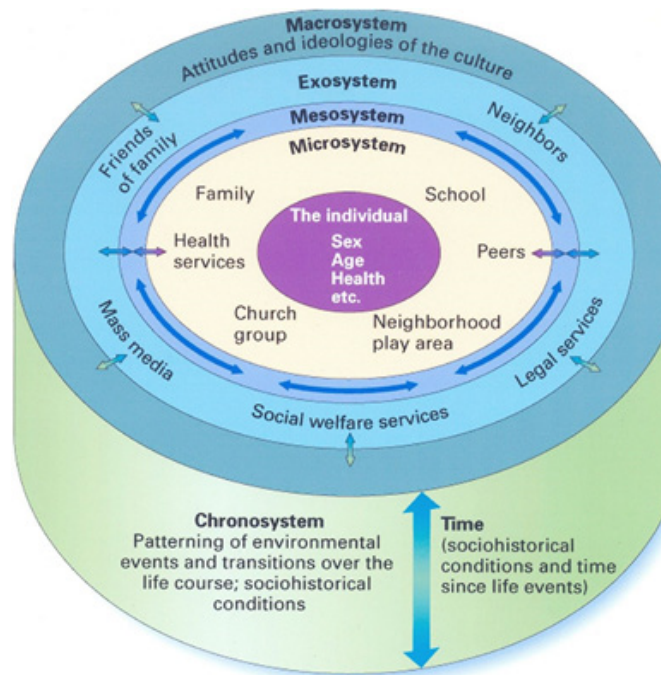 Macrosystem
Attitudes and ideologies of the culture
Exosystem
Mesosystem
Microsystem
Friends
of family
Neighbors
Family
School
The individual
Sex
Age
Health
etc.
Health
services
Peers
Church
group
Neighborhood
play area
Mass media
Legal services
Social welfare services
Chronosystem
Patterning of environmental
events and transitions over the
life course; sociohistorical
conditions
Time
(sociohistorical
conditions and time
since life events)